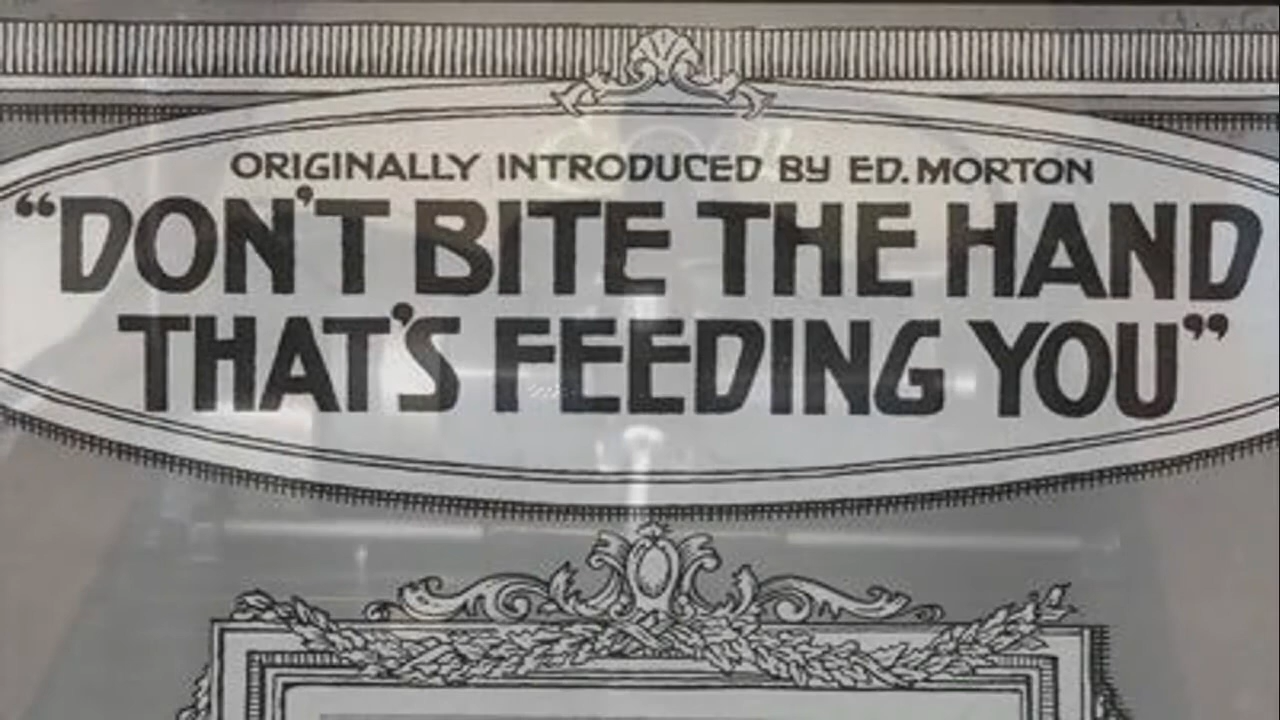 ORIGINALLY INTRODUCED BY ED. MORTON
“DON'T BITE THE HAND
THAT'S FEEDING YOU”